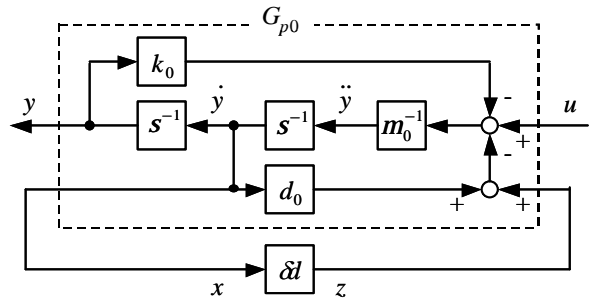 G_{p0}
k_0
y
s^{-1}
ẏ
s^{-1}
ÿ
m_0^{-1}
-
u
+
-
d_0
+
+
x
δd
z